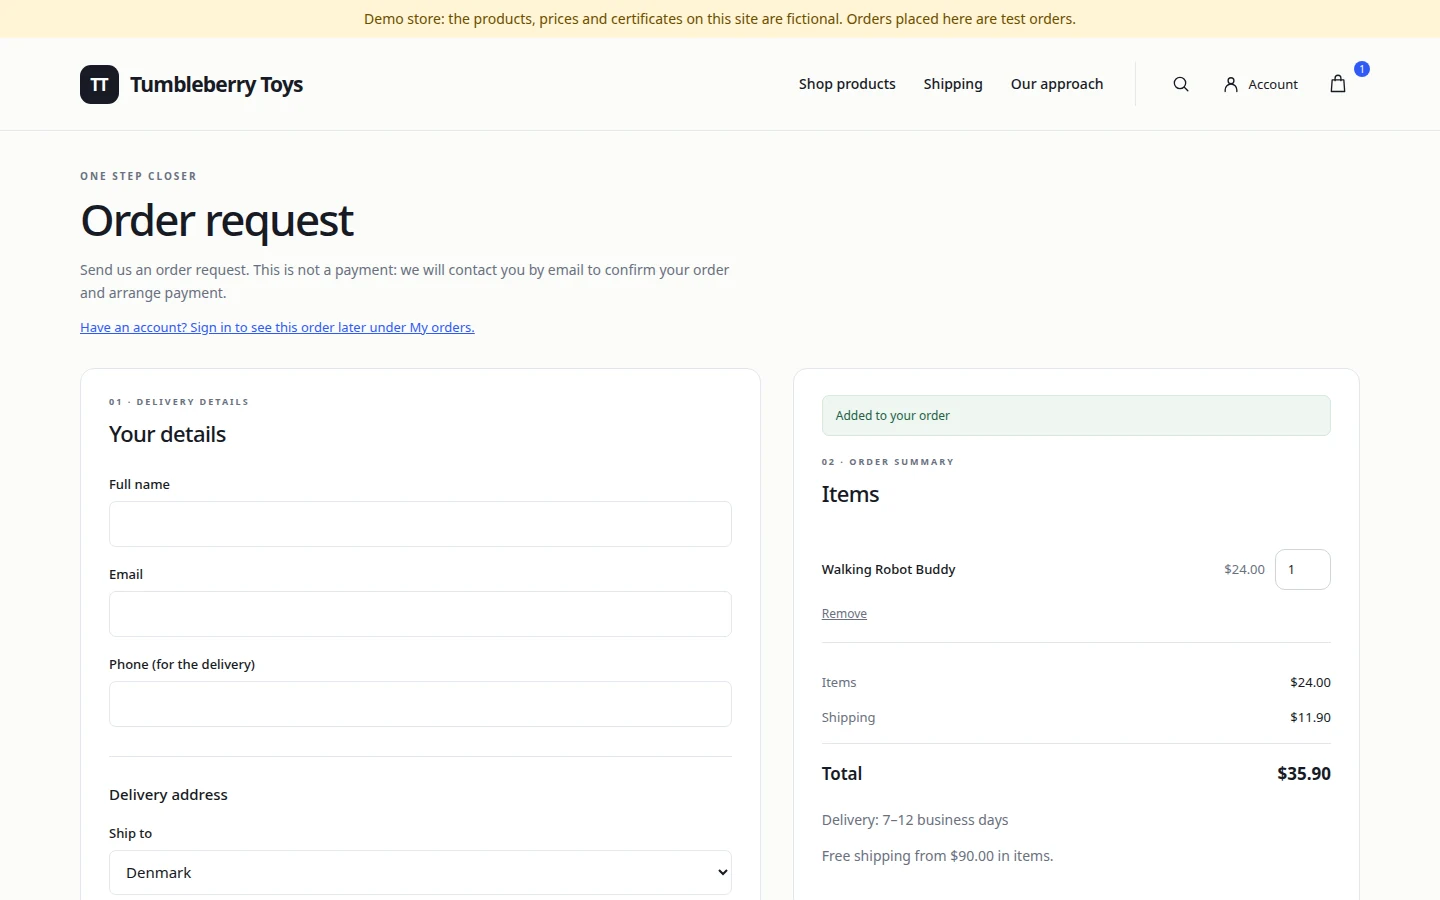 Demo store: the products, prices and certificates on this site are fictional. Orders placed here are test orders.
TT
Tumbleberry Toys
Shop products
Shipping
Our approach
Account
1
ONE STEP CLOSER
Order request
Send us an order request. This is not a payment: we will contact you by email to confirm your order
and arrange payment.
Have an account? Sign in to see this order later under My orders.
01 · DELIVERY DETAILS
Your details
Full name
Email
Phone (for the delivery)
Delivery address
Ship to
Denmark
Added to your order
02 · ORDER SUMMARY
Items
Walking Robot Buddy
$24.00
1
Remove
Items
$24.00
Shipping
$11.90
Total
$35.90
Delivery: 7–12 business days
Free shipping from $90.00 in items.